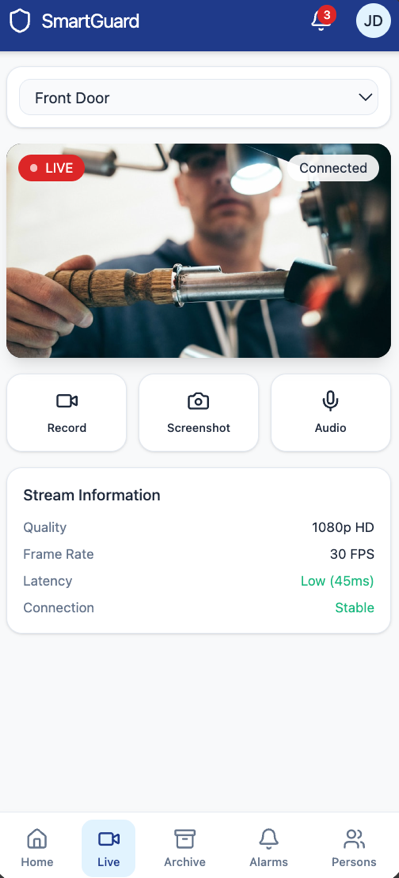 SmartGuard
3
JD
Front Door
LIVE
Connected
Record
Screenshot
Audio
Stream Information
Quality 1080p HD
Frame Rate 30 FPS
Latency Low (45ms)
Connection Stable
Home
Live
Archive
Alarms
Persons